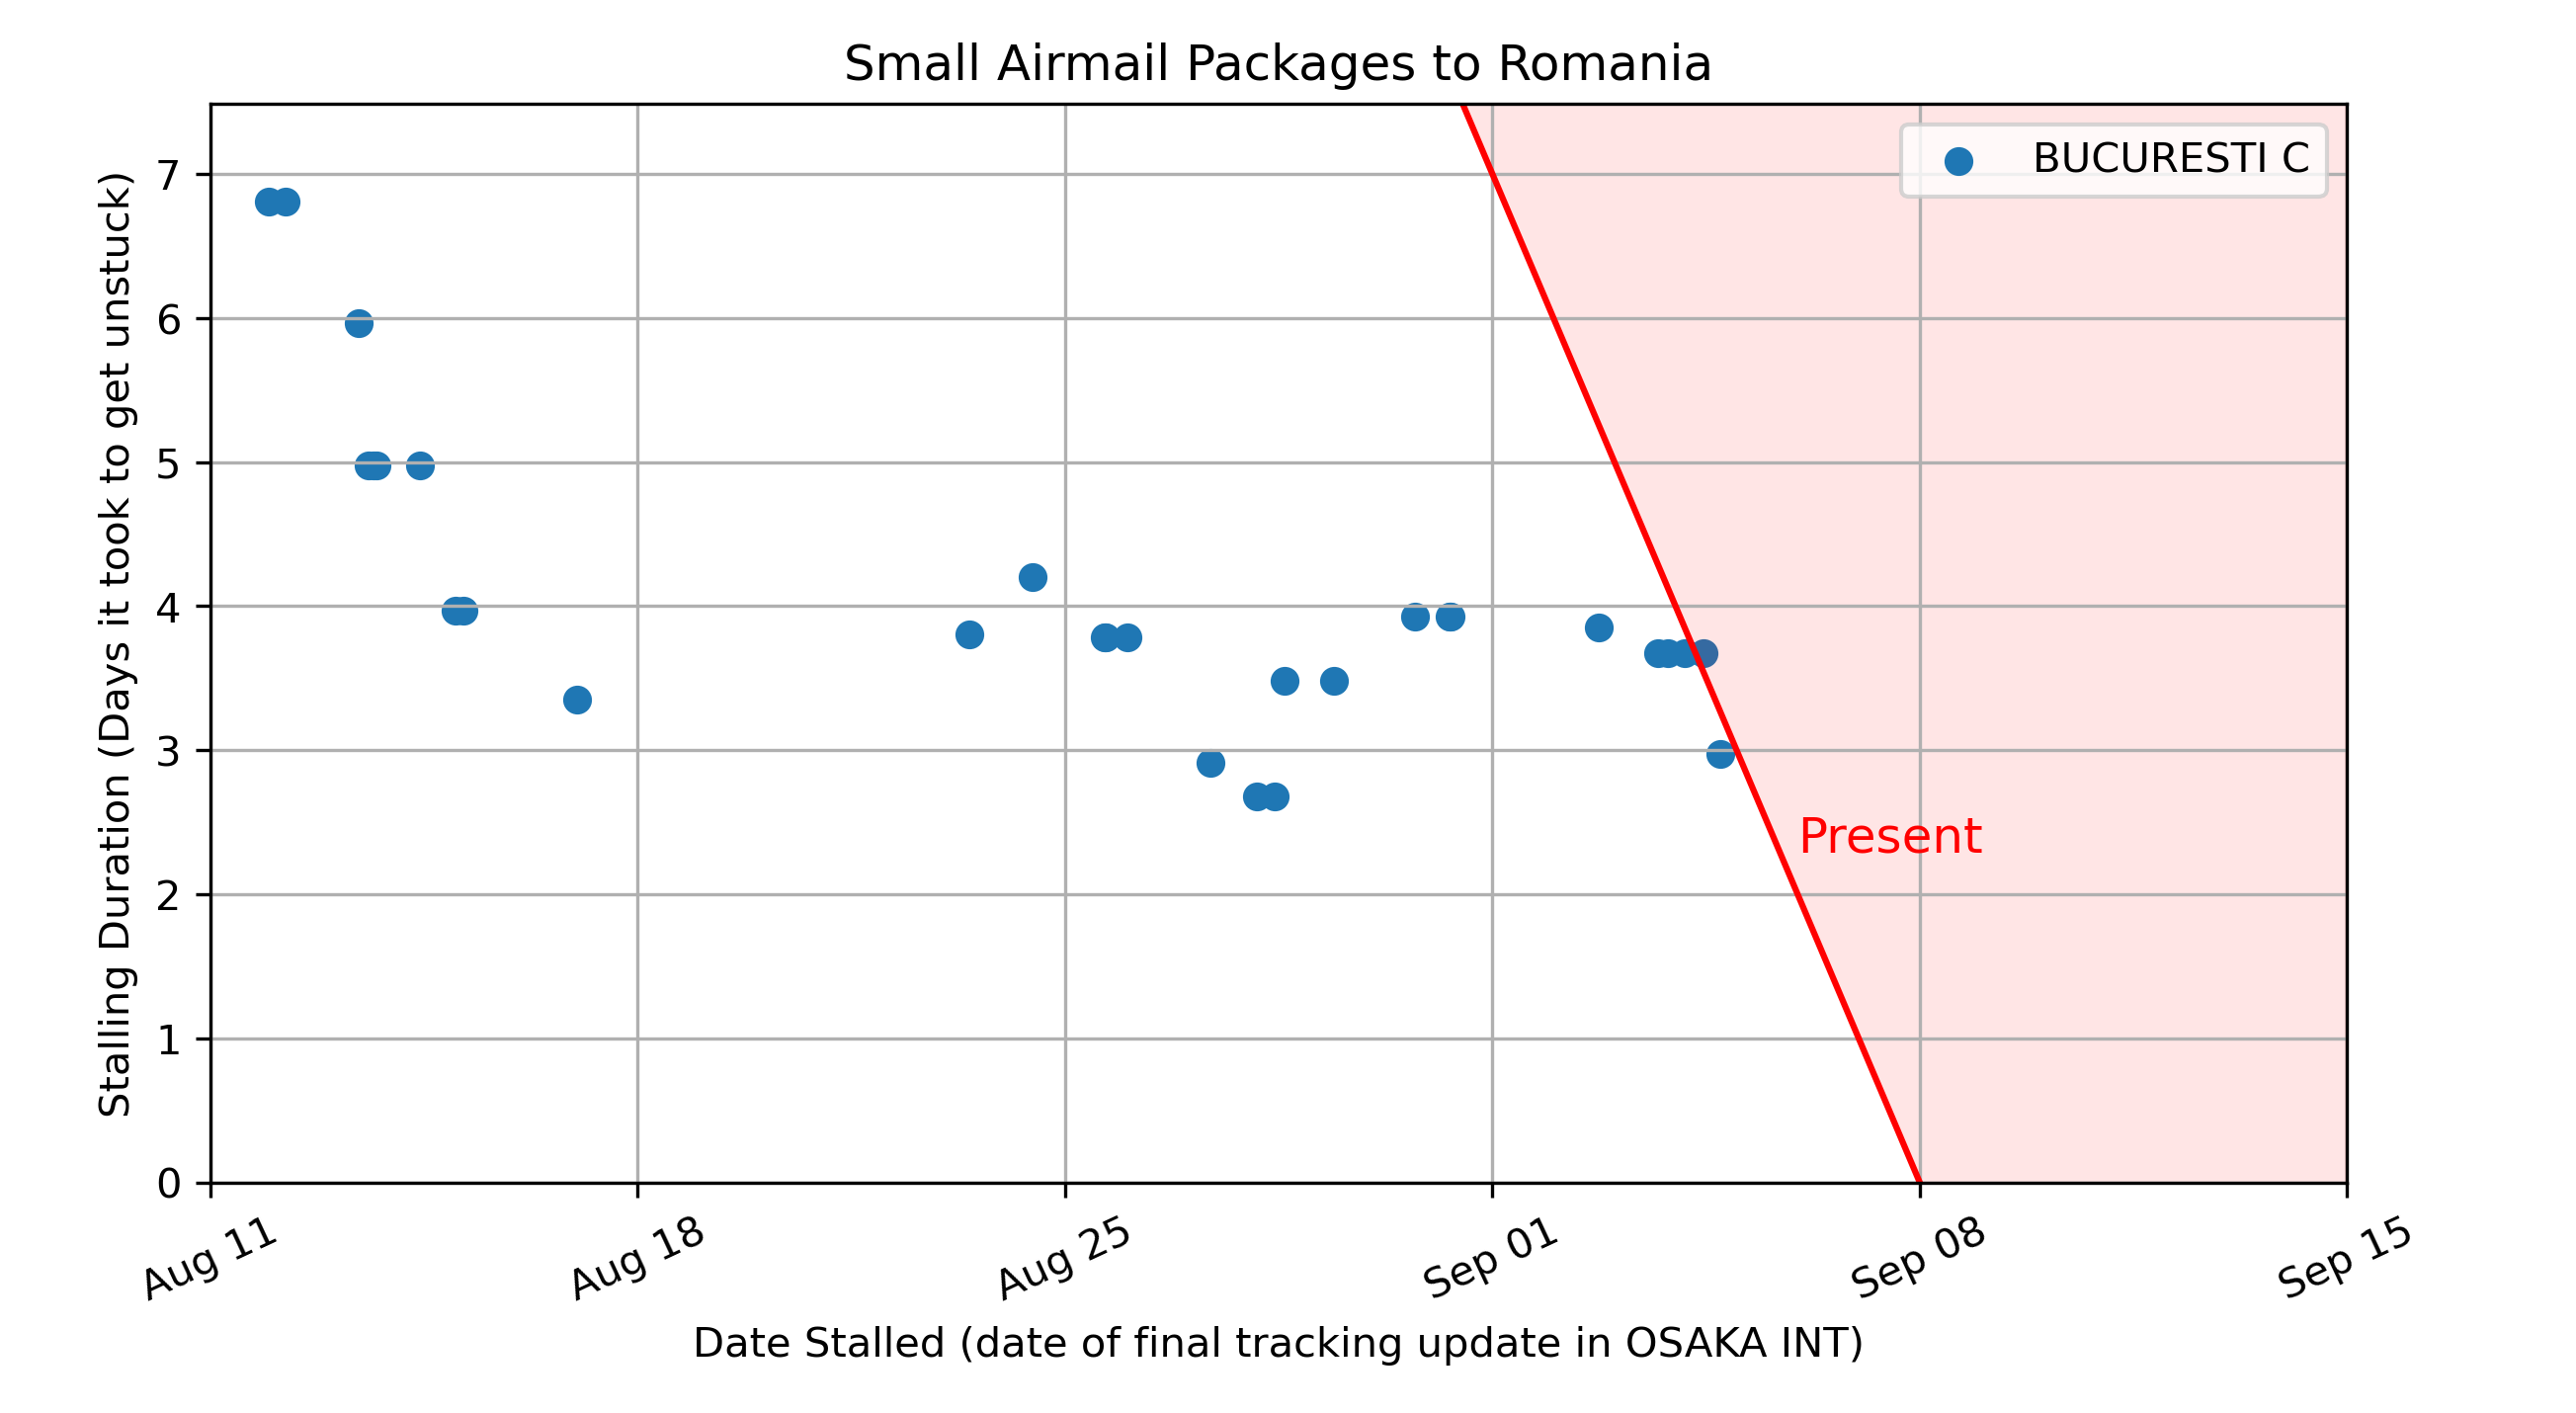 Small Airmail Packages to Romania
BUCURESTI C
Stalling Duration (Days it took to get unstuck)
7
6
5
4
3
2
1
0
Present
Aug 11
Aug 18
Aug 25
Sep 01
Sep 08
Sep 15
Date Stalled (date of final tracking update in OSAKA INT)